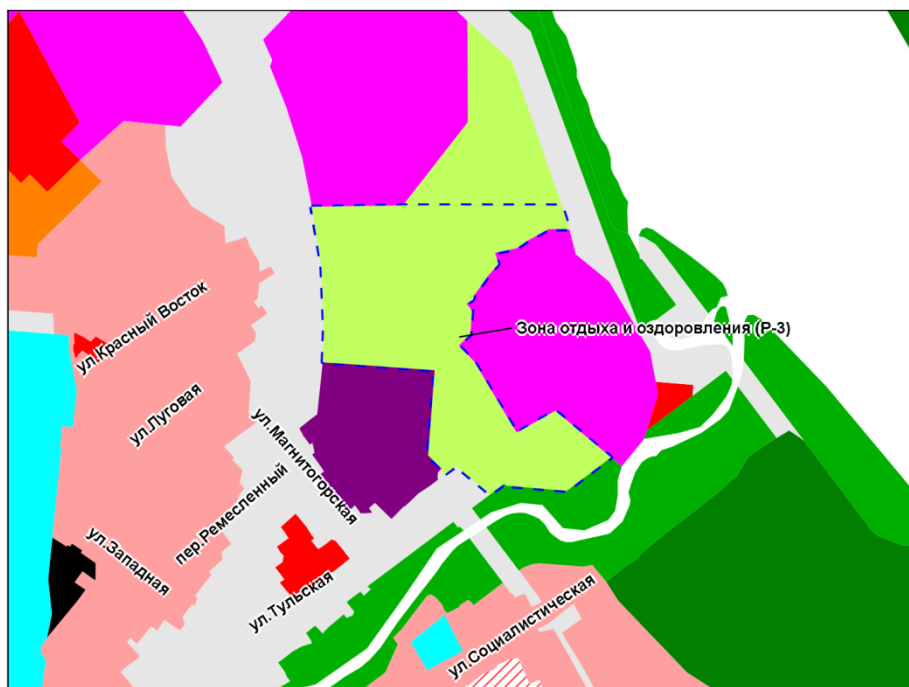 ул.Красный Восток
Зона отдыха и оздоровления (Р-3)
ул.Луговая
ул.Магнитогорская
пер.Ремесленный
ул.Западная
ул.Тульская
ул.Социалистическая